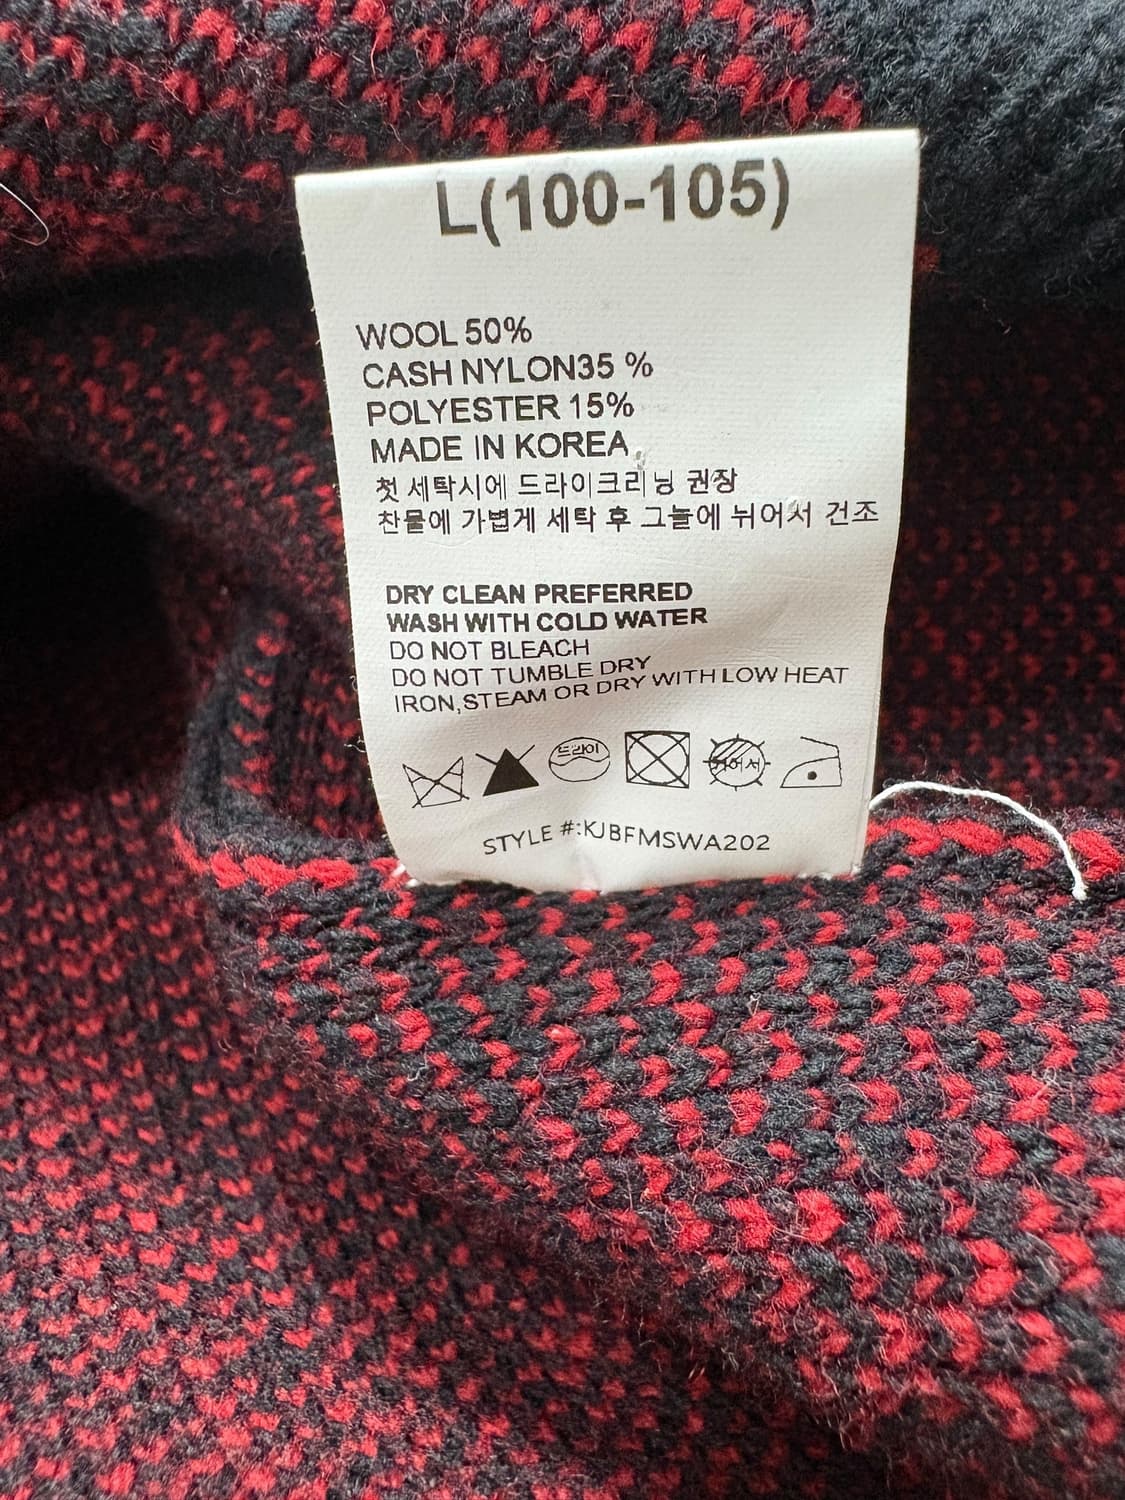 L(100-105)
WOOL 50%
CASH NYLON35 %
POLYESTER 15%
MADE IN KOREA
첫 세탁시에 드라이크리닝 권장
찬물에 가볍게 세탁 후 그늘에 뉘어서 건조
DRY CLEAN PREFERRED
WASH WITH COLD WATER
DO NOT BLEACH
DO NOT TUMBLE DRY
IRON,STEAM OR DRY WITH LOW HEAT
드라이
뉘어서
STYLE #:KJBFMSWA202